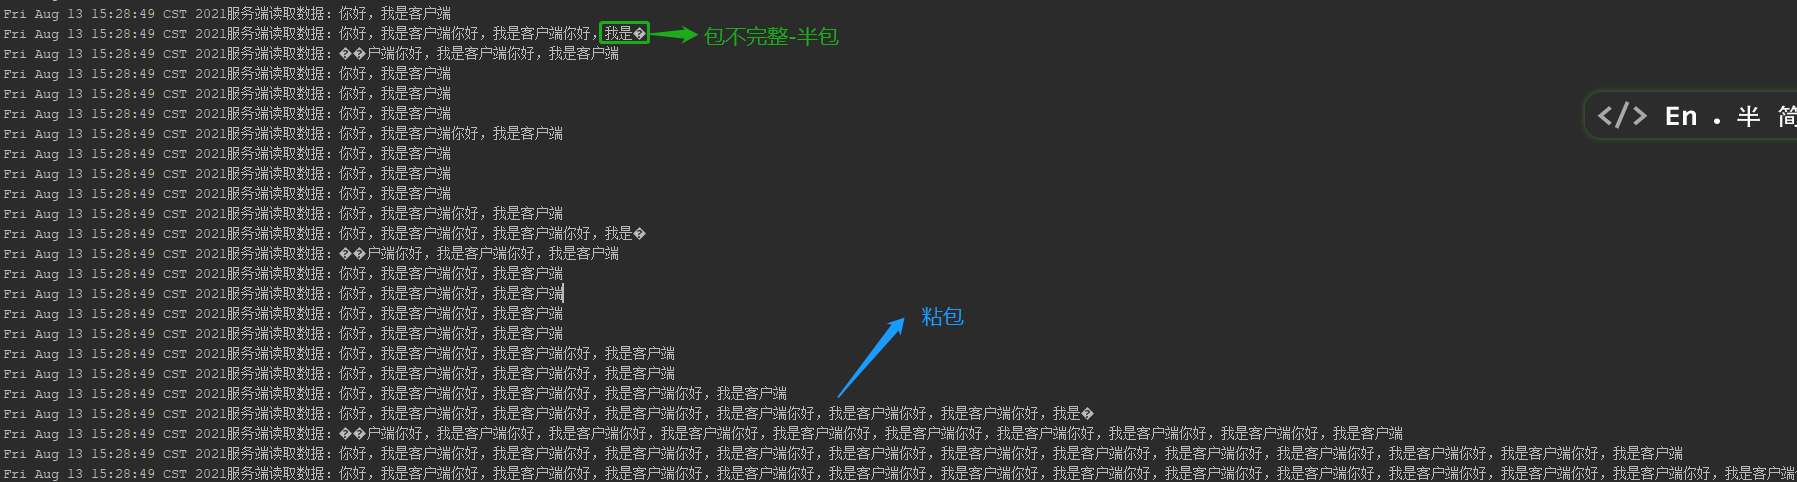 Fri Aug 13 15:28:49 CST 2021服务端读取数据：你好，我是客户端
Fri Aug 13 15:28:49 CST 2021服务端读取数据：你好，我是客户端你好，我是客户端你好，我是� 包不完整-半包
Fri Aug 13 15:28:49 CST 2021服务端读取数据：��户端你好，我是客户端你好，我是客户端
Fri Aug 13 15:28:49 CST 2021服务端读取数据：你好，我是客户端
Fri Aug 13 15:28:49 CST 2021服务端读取数据：你好，我是客户端
Fri Aug 13 15:28:49 CST 2021服务端读取数据：你好，我是客户端
</> En . 半 简
Fri Aug 13 15:28:49 CST 2021服务端读取数据：你好，我是客户端你好，我是客户端
Fri Aug 13 15:28:49 CST 2021服务端读取数据：你好，我是客户端
Fri Aug 13 15:28:49 CST 2021服务端读取数据：你好，我是客户端
Fri Aug 13 15:28:49 CST 2021服务端读取数据：你好，我是客户端
Fri Aug 13 15:28:49 CST 2021服务端读取数据：你好，我是客户端你好，我是客户端
Fri Aug 13 15:28:49 CST 2021服务端读取数据：你好，我是客户端你好，我是客户端你好，我是�
Fri Aug 13 15:28:49 CST 2021服务端读取数据：��户端你好，我是客户端你好，我是客户端
Fri Aug 13 15:28:49 CST 2021服务端读取数据：你好，我是客户端你好，我是客户端
Fri Aug 13 15:28:49 CST 2021服务端读取数据：你好，我是客户端你好，我是客户端
Fri Aug 13 15:28:49 CST 2021服务端读取数据：你好，我是客户端你好，我是客户端
粘包
Fri Aug 13 15:28:49 CST 2021服务端读取数据：你好，我是客户端你好，我是客户端
Fri Aug 13 15:28:49 CST 2021服务端读取数据：你好，我是客户端你好，我是客户端你好，我是客户端
Fri Aug 13 15:28:49 CST 2021服务端读取数据：你好，我是客户端你好，我是客户端你好，我是客户端
Fri Aug 13 15:28:49 CST 2021服务端读取数据：你好，我是客户端你好，我是客户端你好，我是客户端你好，我是客户端
Fri Aug 13 15:28:49 CST 2021服务端读取数据：你好，我是客户端你好，我是客户端你好，我是客户端你好，我是客户端你好，我是客户端你好，我是客户端你好，我是�
Fri Aug 13 15:28:49 CST 2021服务端读取数据：��户端你好，我是客户端你好，我是客户端你好，我是客户端你好，我是客户端你好，我是客户端你好，我是客户端你好，我是客户端你好，我是客户端你好，我是客户端
Fri Aug 13 15:28:49 CST 2021服务端读取数据：你好，我是客户端你好，我是客户端你好，我是客户端你好，我是客户端你好，我是客户端你好，我是客户端你好，我是客户端你好，我是客户端你好，我是客户端你好，我是客户端你好，我是客户端你好，我是客户端
Fri Aug 13 15:28:49 CST 2021服务端读取数据：你好，我是客户端你好，我是客户端你好，我是客户端你好，我是客户端你好，我是客户端你好，我是客户端你好，我是客户端你好，我是客户端你好，我是客户端你好，我是客户端你好，我是客户端你好，我是客户端你好，我是客户端